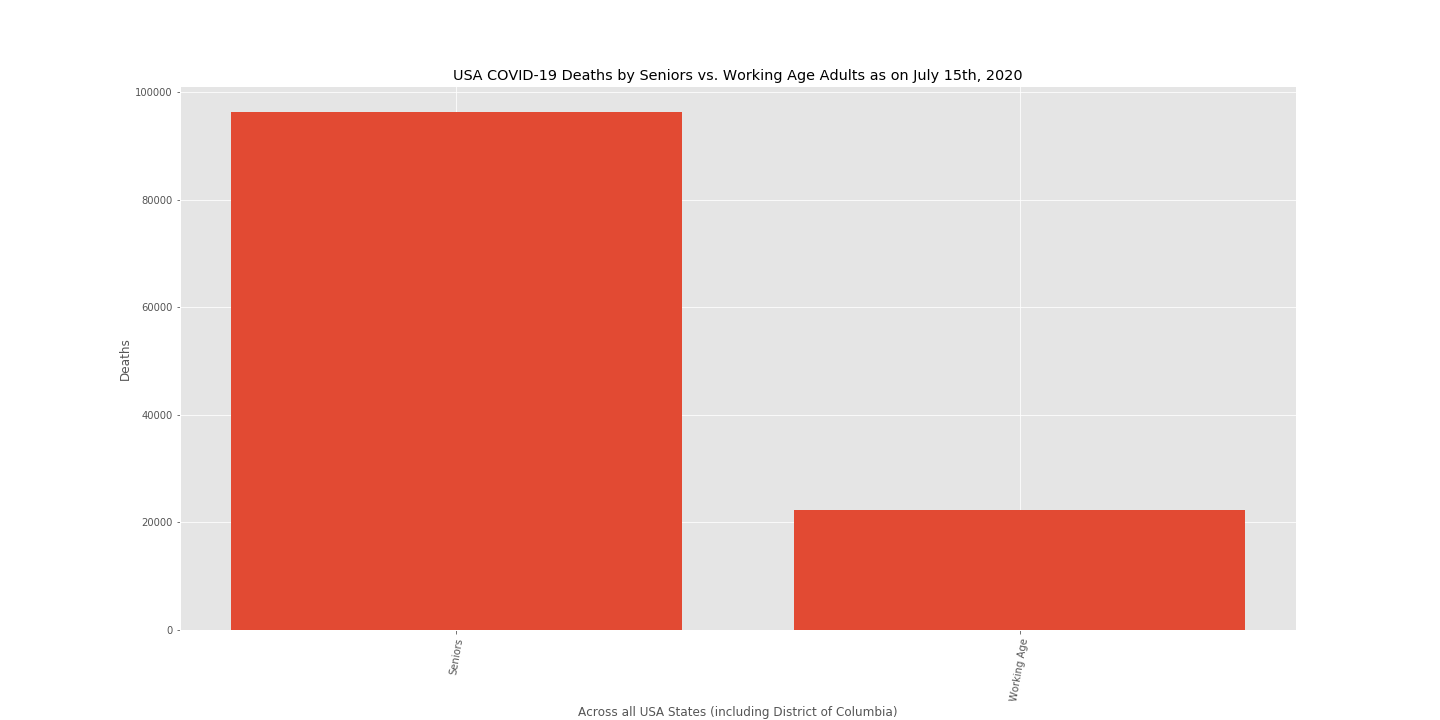 USA COVID-19 Deaths by Seniors vs. Working Age Adults as on July 15th, 2020
100000
80000
60000
40000
20000
0
Deaths
Seniors
Working Age
Across all USA States (including District of Columbia)